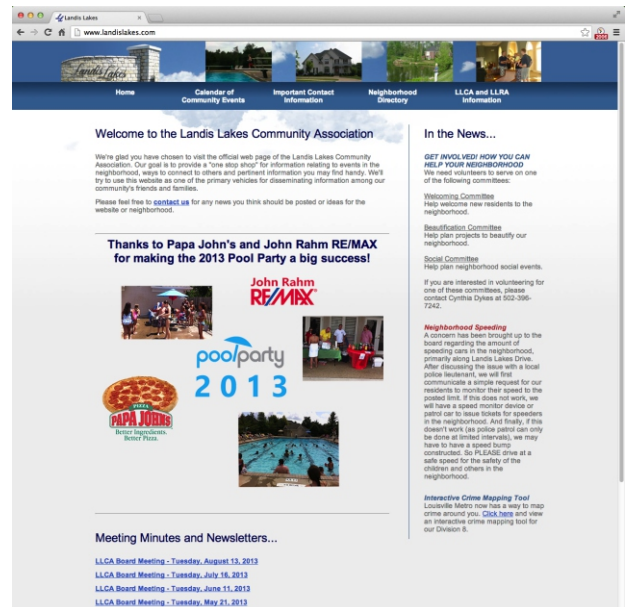 Landis Lakes
www.landislakes.com
Landis Lakes
Home
Calendar of
Community Events
Important Contact
Information
Neighborhood
Directory
LLCA and LLRA
Information
Welcome to the Landis Lakes Community Association
We're glad you have chosen to visit the official web page of the Landis Lakes Community
Association. Our goal is to provide a "one stop shop" for information relating to events in the
neighborhood, ways to connect to others and pertinent information you may find handy. We'll
try to use this website as one of the primary vehicles for disseminating information among our
community's friends and families.
Please feel free to contact us for any news you think should be posted or ideas for the
website or neighborhood.
Thanks to Papa John's and John Rahm RE/MAX
for making the 2013 Pool Party a big success!
John Rahm
RE/MAX
poolparty
2013
PIZZA
PAPA JOHNS
Better Ingredients.
Better Pizza.
Meeting Minutes and Newsletters...
LLCA Board Meeting - Tuesday, August 13, 2013
LLCA Board Meeting - Tuesday, July 16, 2013
LLCA Board Meeting - Tuesday, June 11, 2013
LLCA Board Meeting - Tuesday, May 21, 2013
In the News...
GET INVOLVED! HOW YOU CAN
HELP YOUR NEIGHBORHOOD
We need volunteers to serve on one
of the following committees:
Welcoming Committee
Help welcome new residents to the
neighborhood.
Beautification Committee
Help plan projects to beautify our
neighborhood.
Social Committee
Help plan neighborhood social events.
If you are interested in volunteering for
one of these committees, please
contact Cynthia Dykes at 502-396-
7242.
Neighborhood Speeding
A concern has been brought up to the
board regarding the amount of
speeding cars in the neighborhood,
primarily along Landis Lakes Drive.
After discussing the issue with a local
police lieutenant, we will first
communicate a simple request for our
residents to monitor their speed to the
posted limit. If this does not work, we
will have a speed monitor device or
patrol car to issue tickets for speeders
in the neighborhood. And finally, if this
doesn't work (as police patrol can only
be done at limited intervals), we may
have to have a speed bump
constructed. So PLEASE drive at a
safe speed for the safety of the
children and others in the
neighborhood.
Interactive Crime Mapping Tool
Louisville Metro now has a way to map
crime around you. Click here and view
an interactive crime mapping tool for
our Division 8.